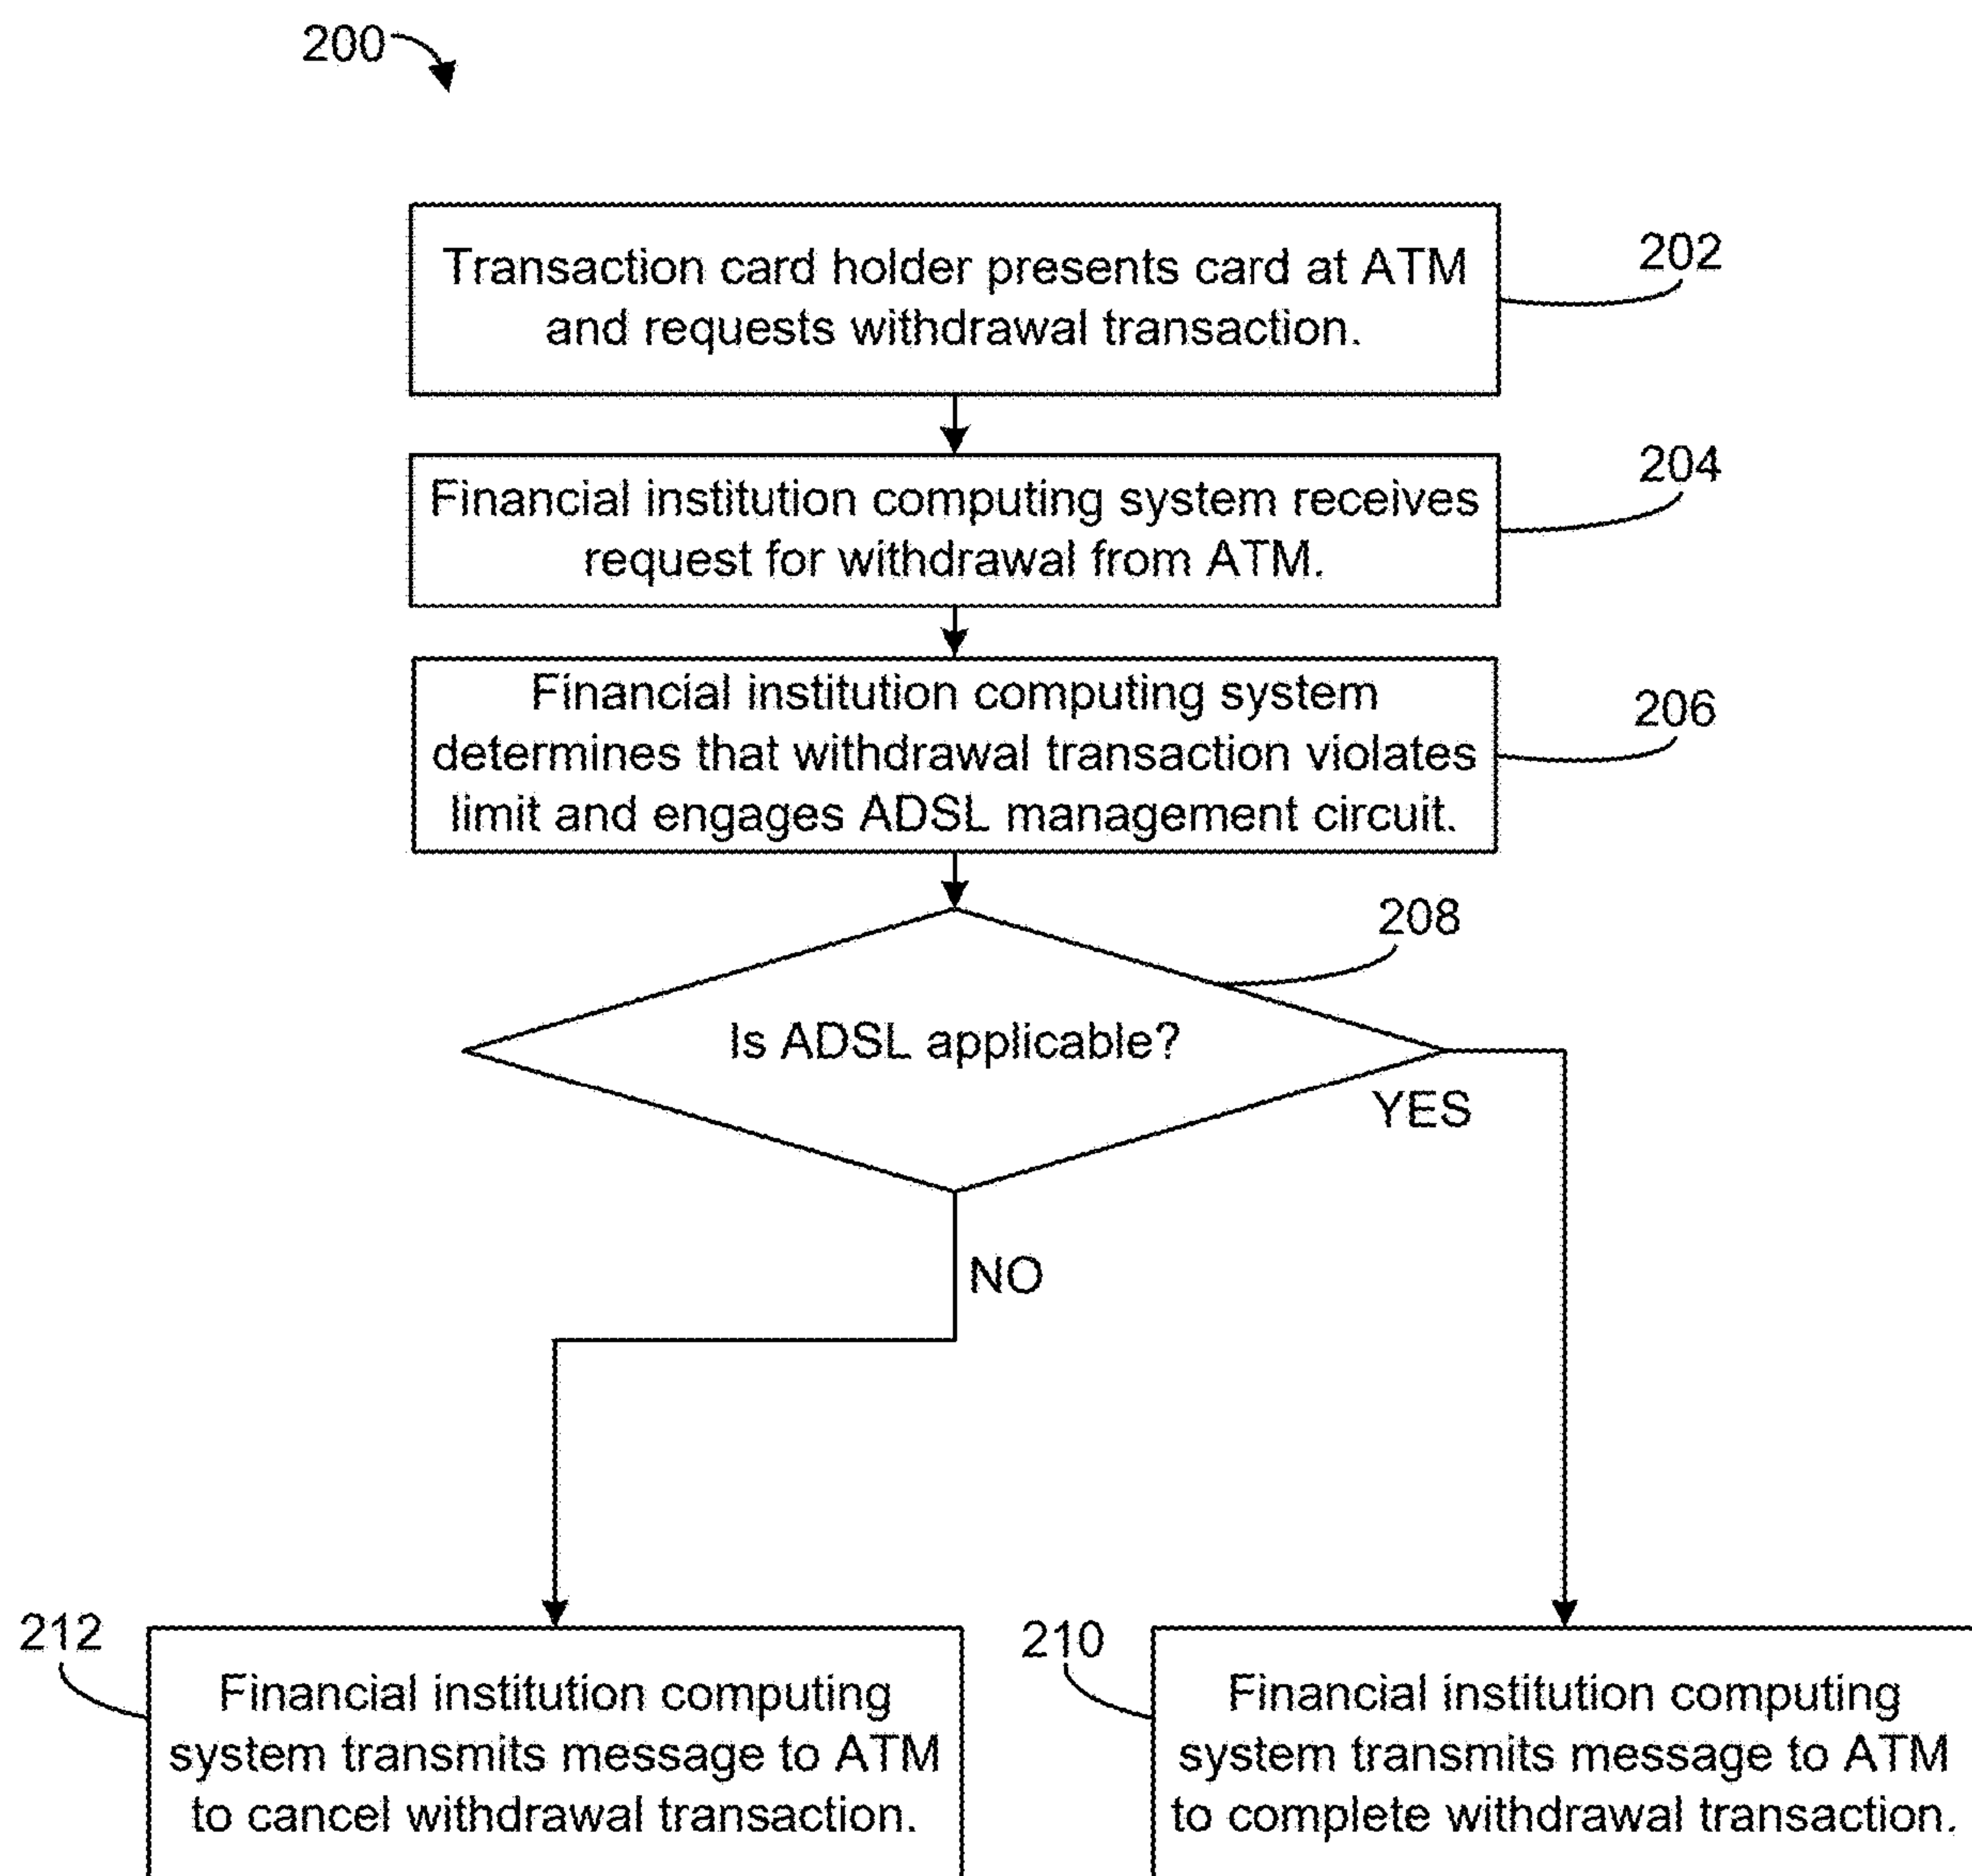 200
Transaction card holder presents card at ATM
and requests withdrawal transaction.
202
Financial institution computing system receives
request for withdrawal from ATM.
204
Financial institution computing system
determines that withdrawal transaction violates
limit and engages ADSL management circuit.
206
208
Is ADSL applicable?
YES
NO
212
Financial institution computing
system transmits message to ATM
to cancel withdrawal transaction.
210
Financial institution computing
system transmits message to ATM
to complete withdrawal transaction.